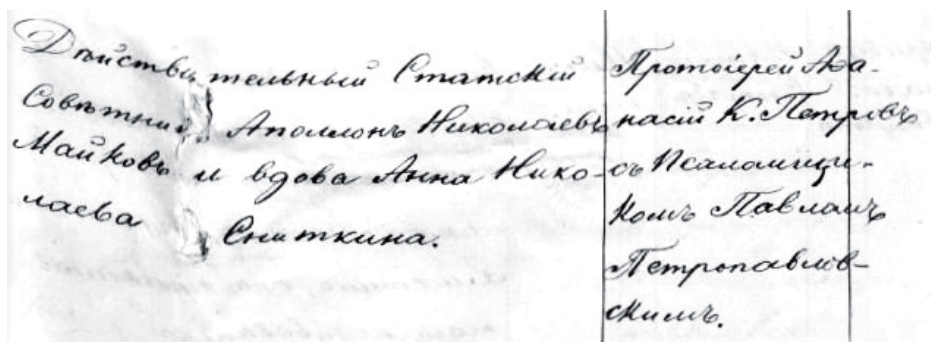 Дѣйствительный Статскій
Совѣтникъ Аполлонъ Николаевъ
Майковъ и вдова Анна Нико-
лаева Сниткина.
Протоіерей Аѳа-
насій К. Петровъ
съ Псаломщи-
комъ Павломъ
Петропавлов-
скимъ.